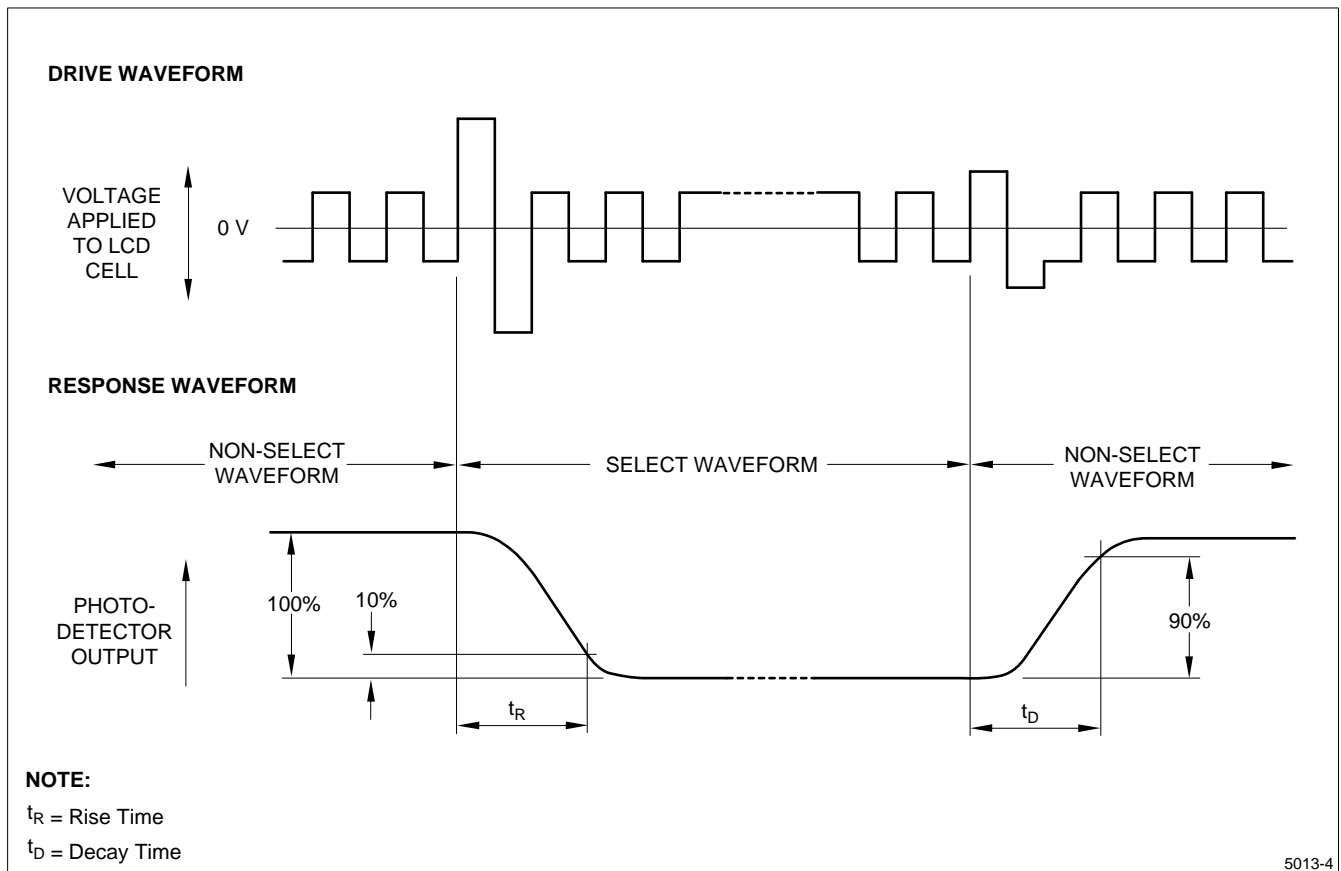 DRIVE WAVEFORM
VOLTAGE
APPLIED
TO LCD
CELL
0 V
RESPONSE WAVEFORM
NON-SELECT
WAVEFORM
SELECT WAVEFORM
NON-SELECT
WAVEFORM
PHOTO-
DETECTOR
OUTPUT
100%
10%
90%
tR
tD
NOTE:
tR = Rise Time
tD = Decay Time
5013-4